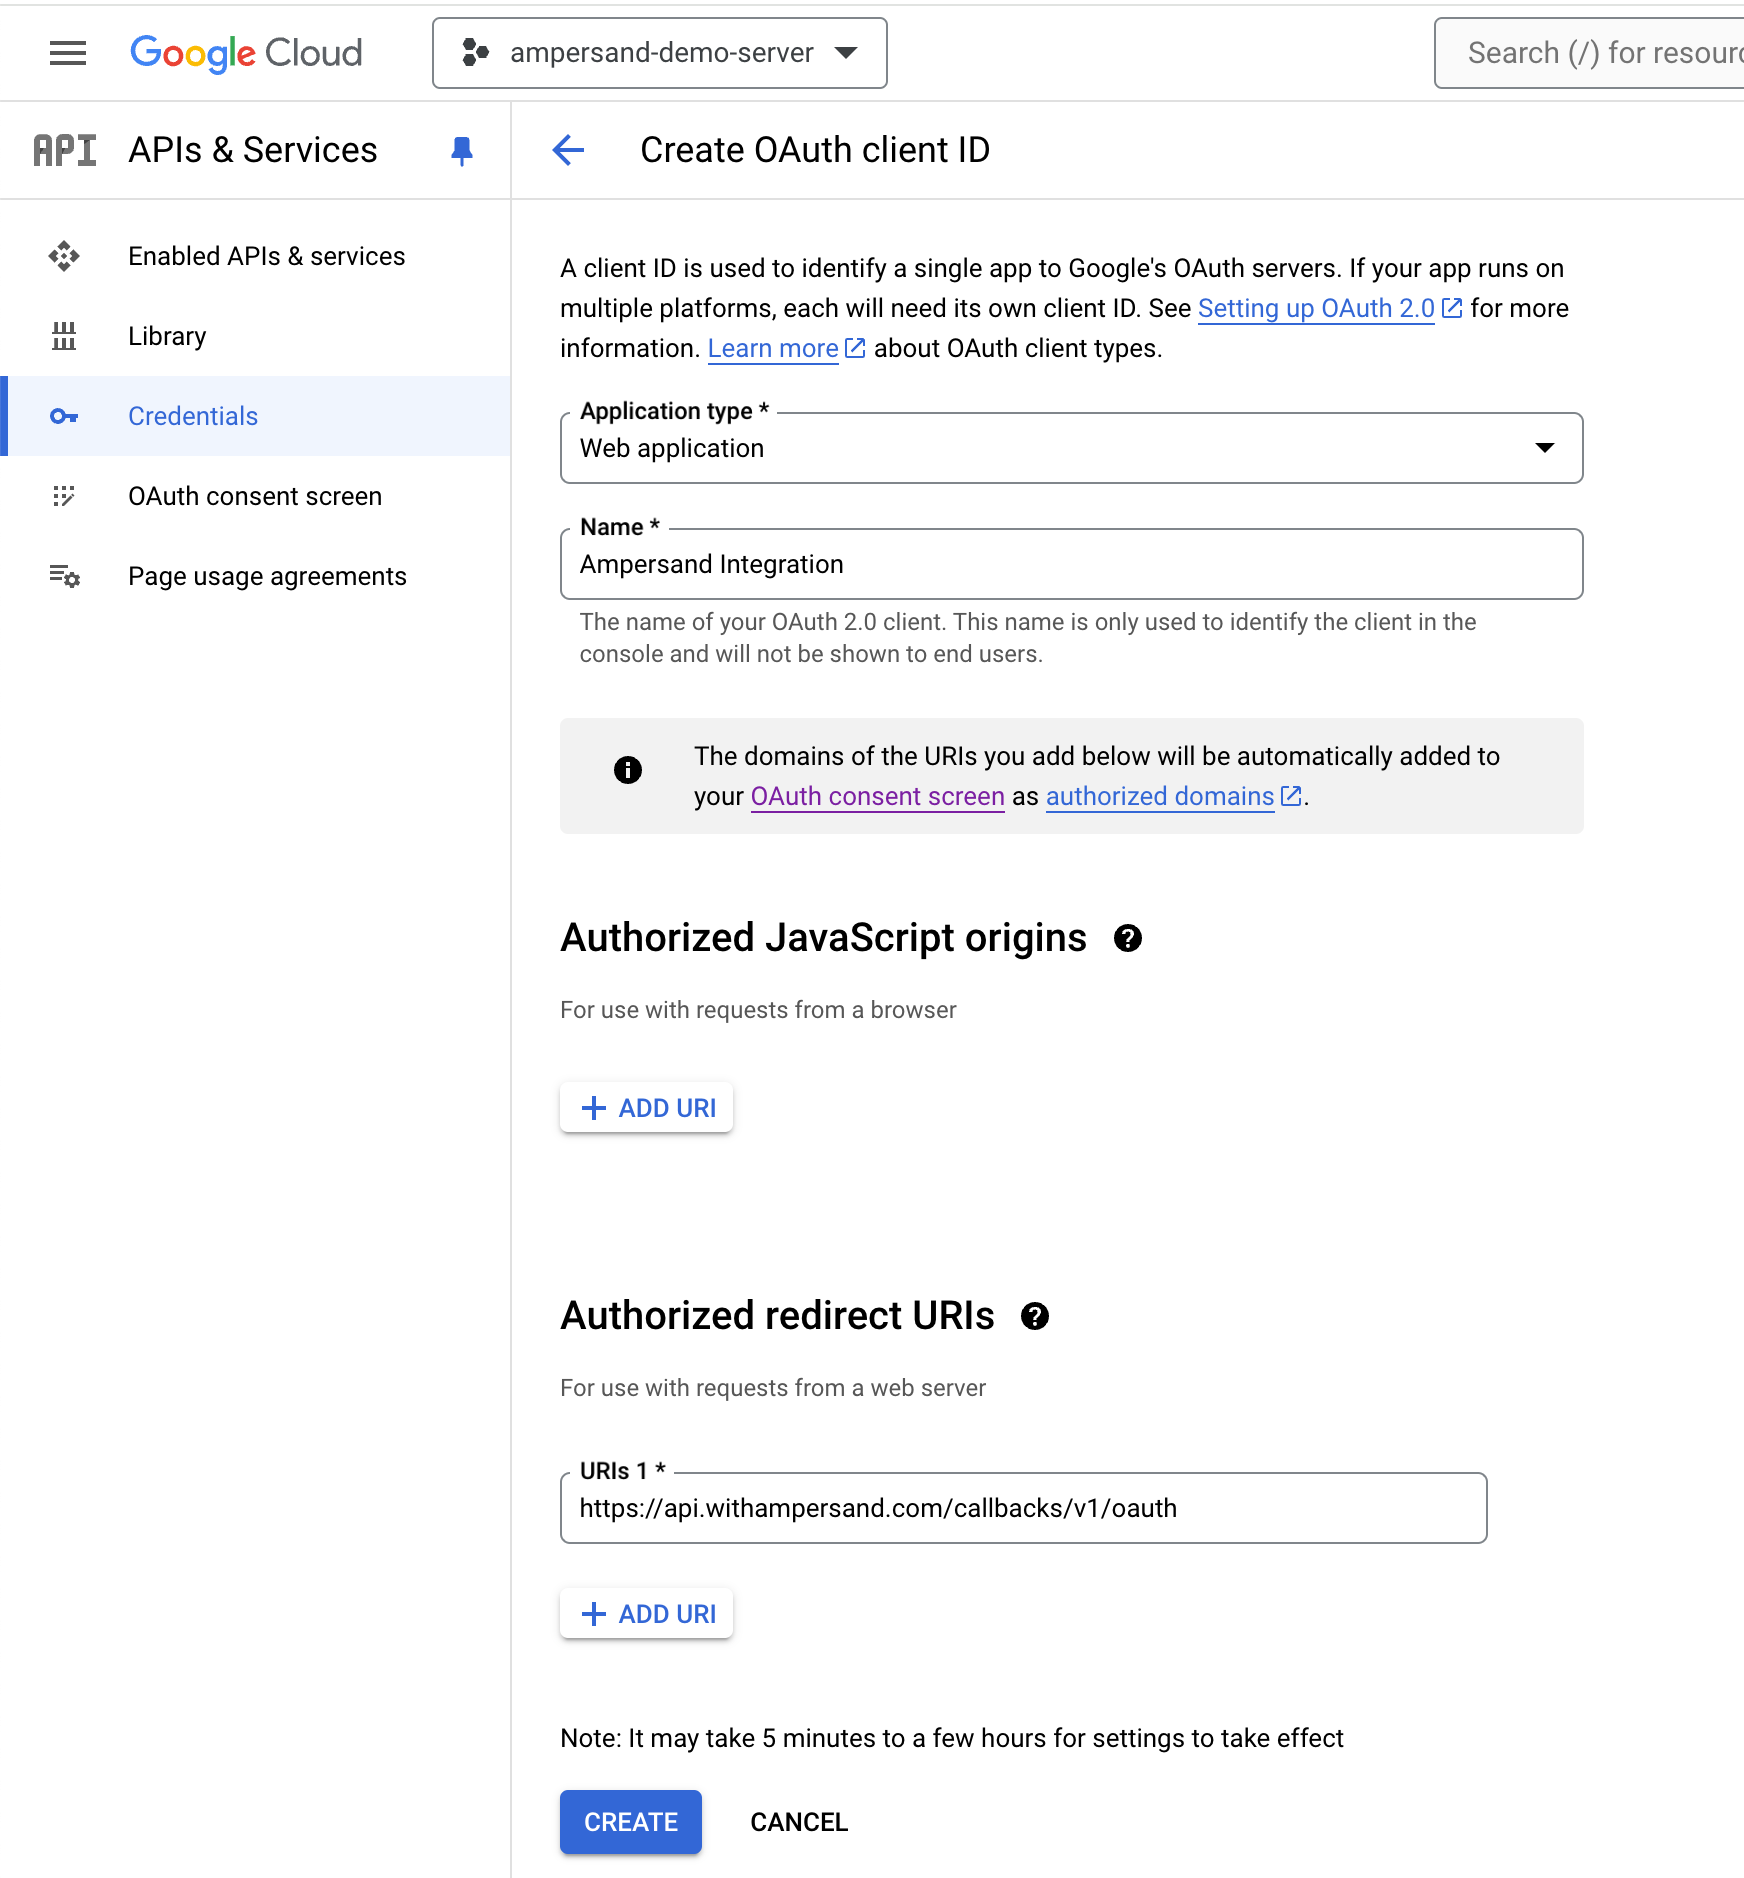 Google Cloud
ampersand-demo-server
Search (/) for resour
API
APIs & Services
Create OAuth client ID
Enabled APIs & services
Library
Credentials
OAuth consent screen
Page usage agreements
A client ID is used to identify a single app to Google's OAuth servers. If your app runs on
multiple platforms, each will need its own client ID. See Setting up OAuth 2.0 for more
information. Learn more about OAuth client types.
Application type *
Web application
Name *
Ampersand Integration
The name of your OAuth 2.0 client. This name is only used to identify the client in the
console and will not be shown to end users.
The domains of the URIs you add below will be automatically added to
your OAuth consent screen as authorized domains.
Authorized JavaScript origins
For use with requests from a browser
+ ADD URI
Authorized redirect URIs
For use with requests from a web server
URIs 1 *
https://api.withampersand.com/callbacks/v1/oauth
+ ADD URI
Note: It may take 5 minutes to a few hours for settings to take effect
CREATE
CANCEL